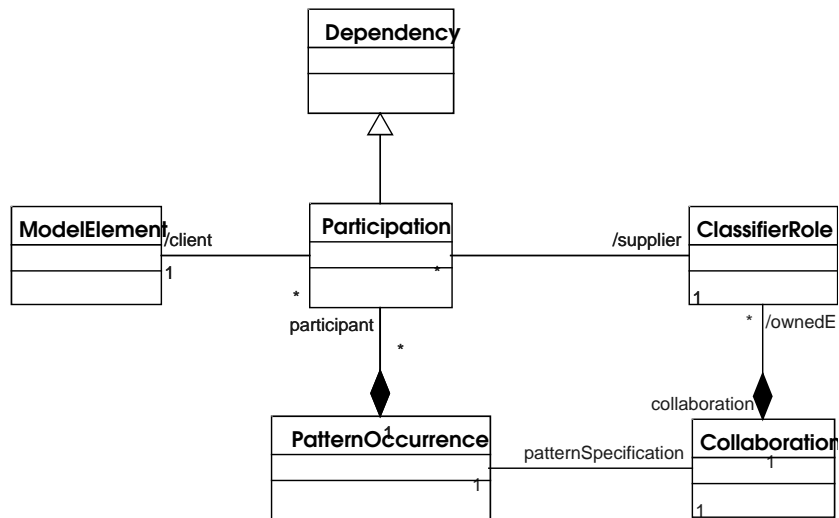 Dependency
ModelElement
/client
1
Participation
*
*
/supplier
ClassifierRole
1
participant
*
* /ownedE
collaboration
PatternOccurrence
1
1
patternSpecification
Collaboration
1
1